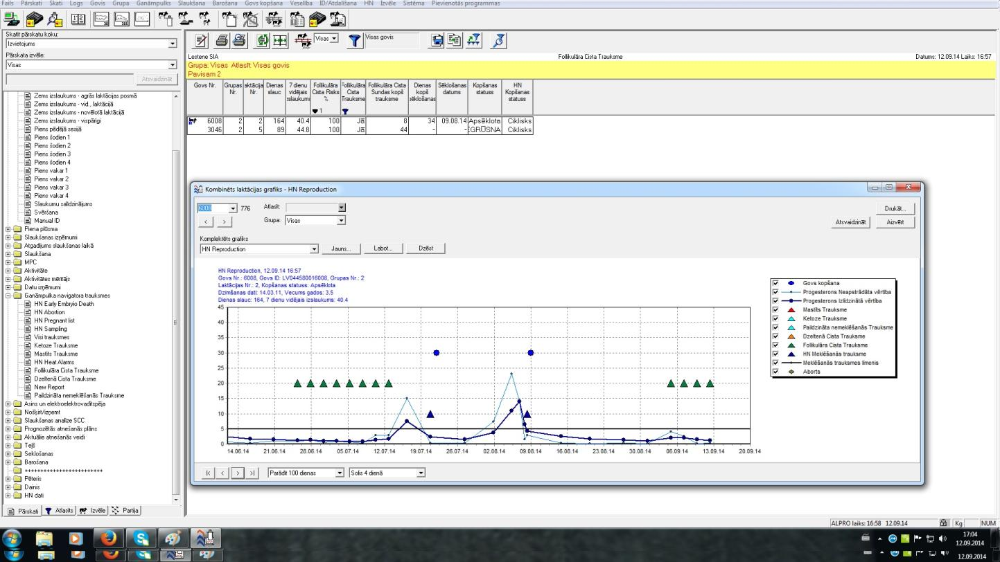 Fails Pārskati Skati Logs Govis Grupa Ganāmpulks Slaukšana Barošana Govs kopšana Veselība ID/Atdalīšana HN Izvēle Sistēma Pievienotās programmas
Skatīt pārskatu koku:
Izvietojums
Pārskata izvēle:
Visas
Atsvaidzināt
Zems izslaukums - agrās laktācijas posmā
Zems izslaukums - vid., laktācijā
Zems izslaukums - novēlotā laktācijā
Zems izslaukums - vispārīgi
Piens pēdējā sesijā
Piens šodien 1
Piens šodien 2
Piens šodien 3
Piens šodien 4
Piens vakar 1
Piens vakar 2
Piens vakar 3
Piens vakar 4
Slaukumu salīdzinājums
Svēršana
Manual ID
Piena plūsma
Slaukšanas izņēmumi
Atgadījums slaukšanas laikā
Slaukšana
MPC
Aktivitāte
Aktivitātes mērītājs
Datu izņēmumi
Ganāmpulka navigatora trauksmes
HN Early Embryio Death
HN Abortion
HN Pregnant list
HN Sampling
Visi trauksmes
Ketoze Trauksme
Mastīts Trauksme
HN Heat Alarms
Follikulāra Cista Trauksme
Dzeltenā Cista Trauksme
New Report
Paildzināta nemeklēšanās Trauksme
Asins un elektroelektrovadītspēja
Nošķirt/izņemt
Slaukšanas analīze SCC
Prognozētās atnešanās plāns
Aktuālie atnešanās veidi
Teļš
Sēklošanas
Barošana
++++++++++++++++++++++++
Pēteris
Dainis
HN dati
Pārskati Atlasīts Izvēle Partija
Visas Visas govis
Lestene SIA Follikulāra Cista Trauksme Datums: 12.09.14 Laiks: 16:57
Grupa: Visas Atlasīt: Visas govis
Pavisam 2
Govs Nr. Grupas Nr. aktācija Nr. Dienas slauc 7 dienu vidējais izslaukums Follikulāra Cista Risks % Follikulāra Cista Trauksme Follikulāra Cista Sundas kopš trauksme Dienas kopš sēklošanas Sēklošanas datums Kopšanas statuss HN Kopšanas statuss
1
6008 2 2 164 40.4 100 Jā 8 34 09.08.14 Apsēklota Ciklisks
3046 2 5 89 44.8 100 Jā 44 - - EGRŪSNA Ciklisks
Kombinēts laktācijas grafiks - HN Reproduction
6008 776 Atlasīt:
Grupa: Visas
< >
Drukāt...
Atsvaidzināt Aizvērt
Komplektēts grafiks
HN Reproduction Jauns... Labot... Dzēst
HN Reproduction, 12.09.14 16:57
Govs Nr.: 6008, Govs ID: LV044580016008, Grupas Nr.: 2
Laktācijas Nr.: 2, Kopšanas statuss: Apsēklota
Dzimšanas dati: 14.03.11, Vecums gados: 3.5
Dienas slauc: 164, 7 dienu vidējais izslaukums: 40.4
45
40
35
30
25
20
15
10
5
0
14.06.14 21.06.14 28.06.14 05.07.14 12.07.14 19.07.14 26.07.14 02.08.14 09.08.14 16.08.14 23.08.14 30.08.14 06.09.14 13.09.14 20.09.14
Govs kopšana
Progesterons Neapstrādāta vērtība
Progesterons Izlīdzinātā vērtība
Mastīts Trauksme
Ketoze Trauksme
Paildzināta nemeklēšanās Trauksme
Dzeltenā Cista Trauksme
Follikulāra Cista Trauksme
HN Meklēšanās trauksme
Meklēšanās trauksmes līmenis
Aborts
Parādīt 100 dienas Solis 4 dienā
ALPRO laiks: 16:58 12.09.14 Kg NUM
17:04
12.09.2014
12.09.2014